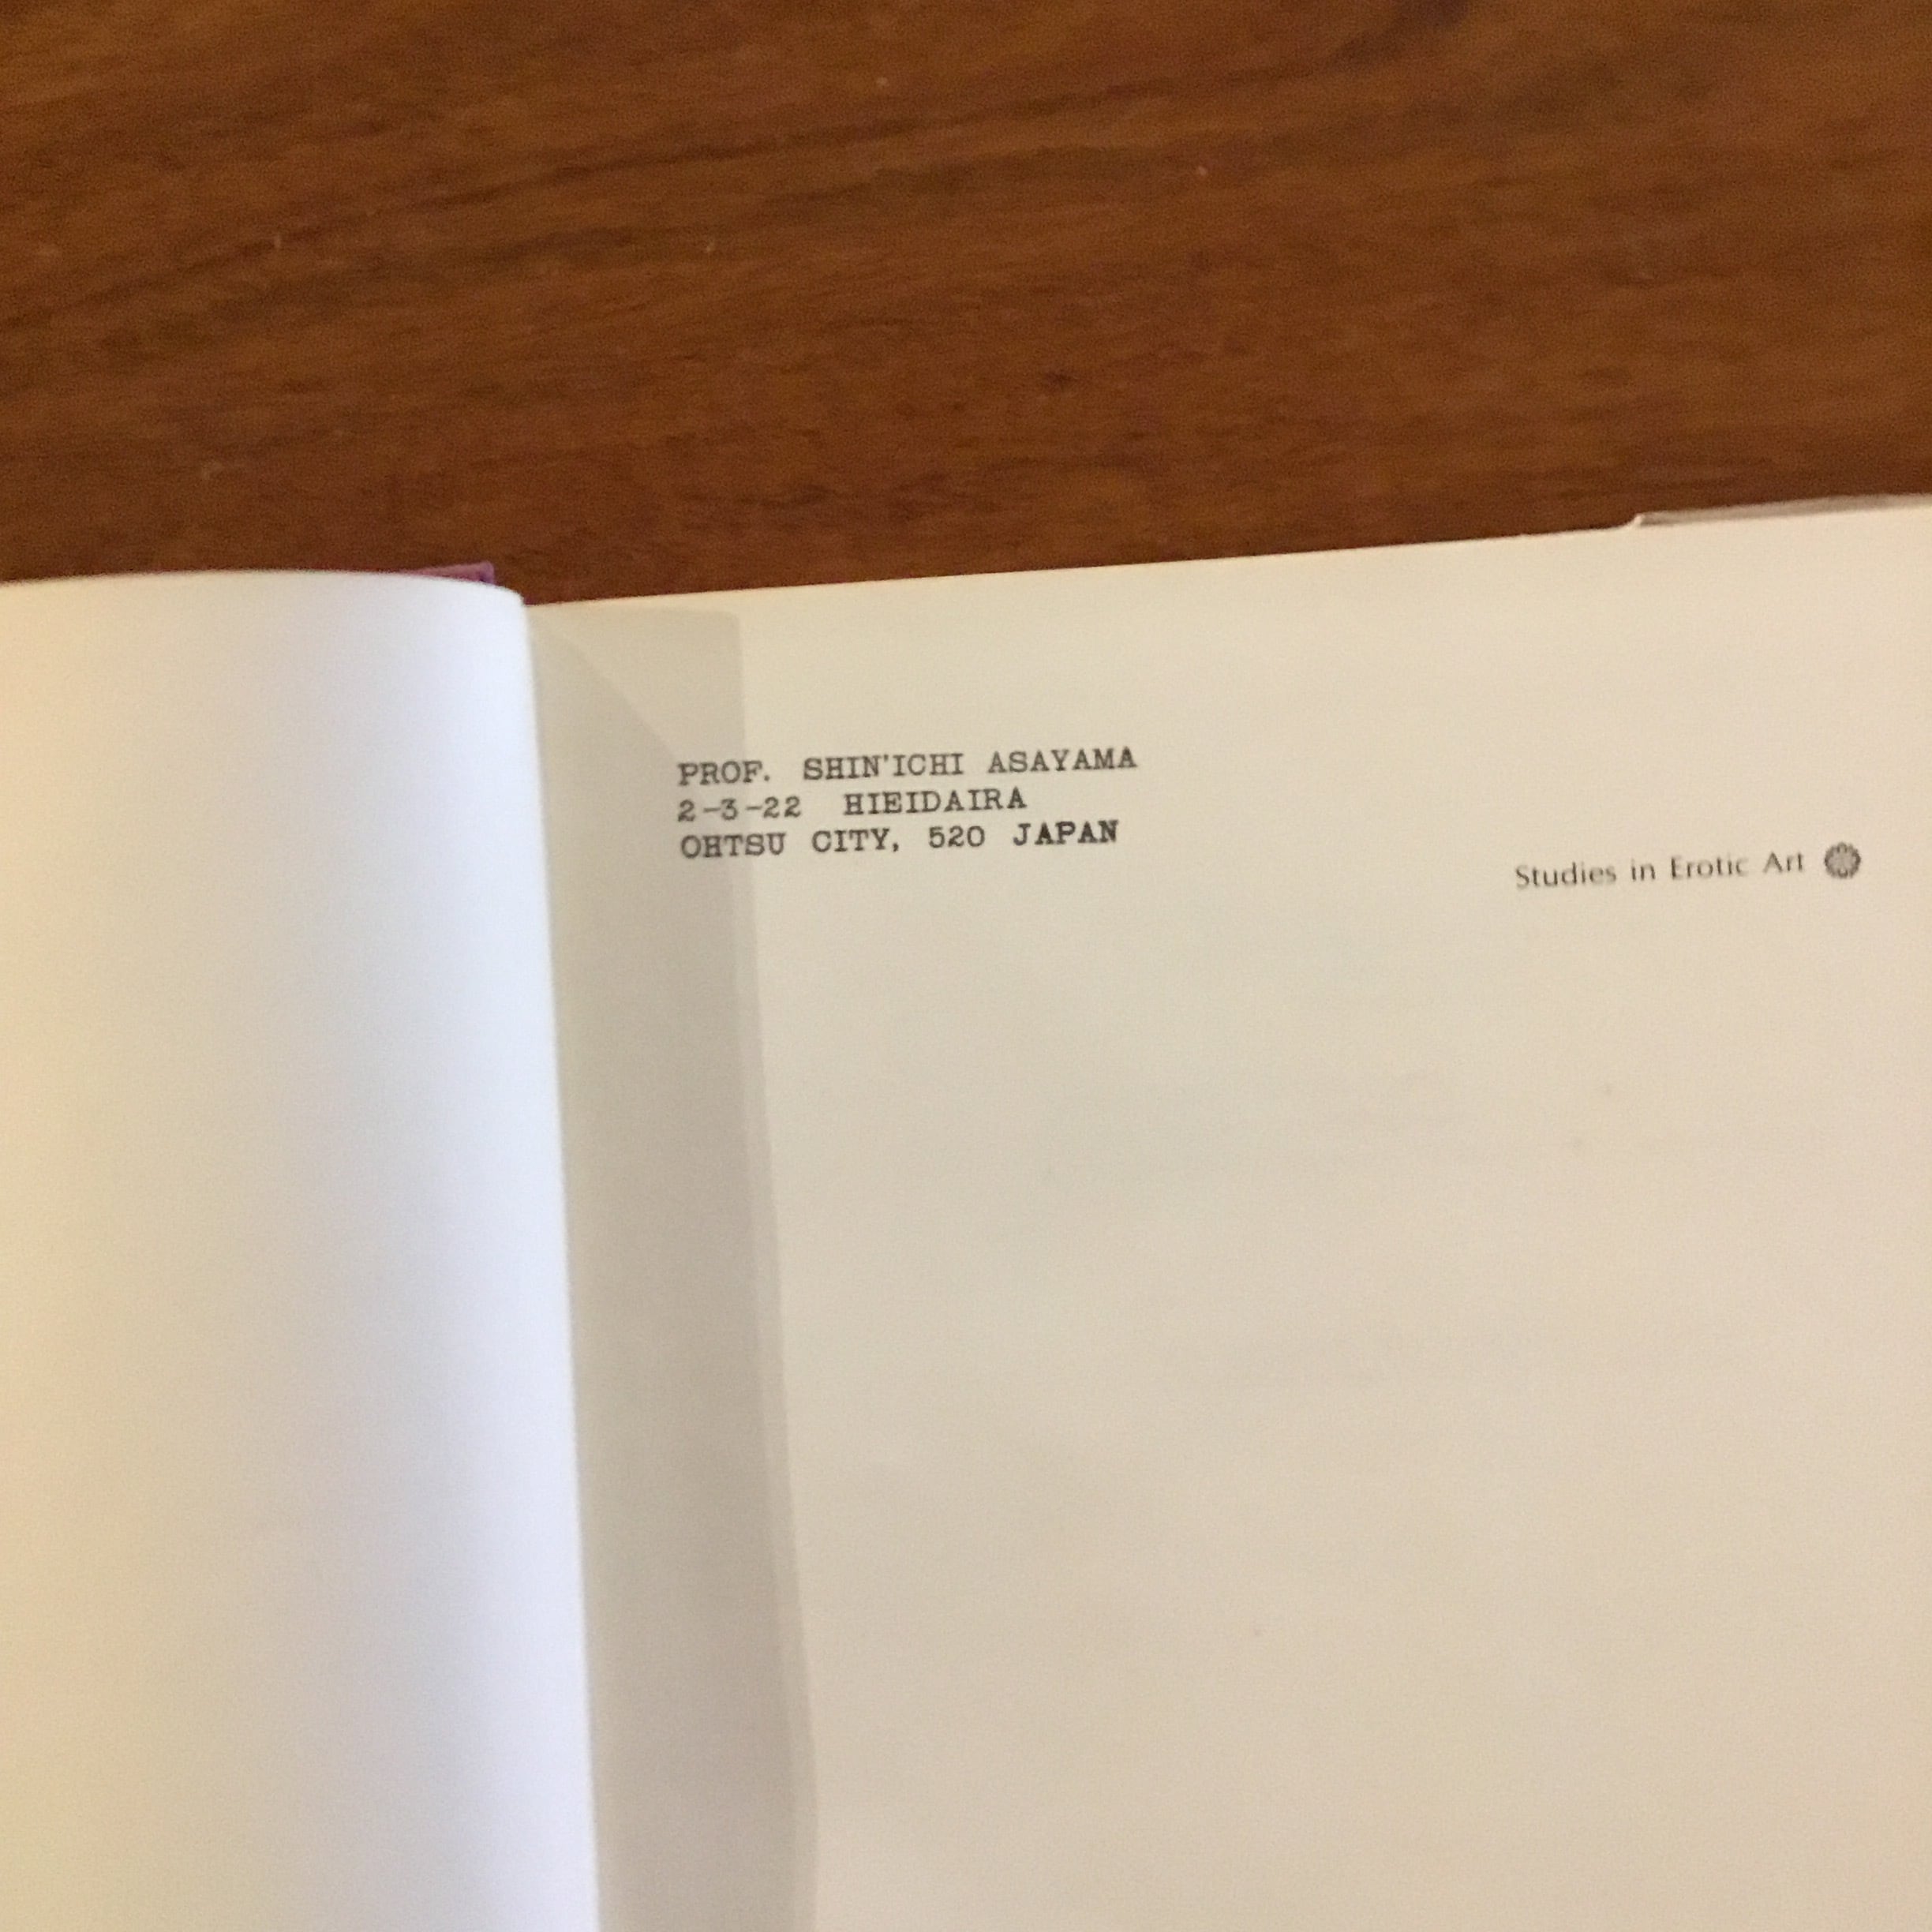 PROF. SHIN'ICHI ASAYAMA
2-3-22 HIEIDAIRA
OHTSU CITY, 520 JAPAN
Studies in Erotic Art